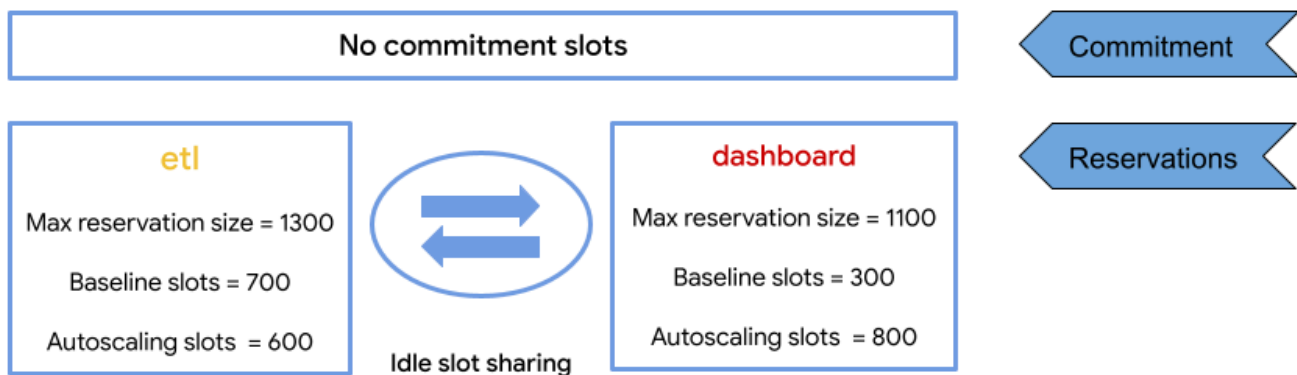 No commitment slots
Commitment
etl
Max reservation size = 1300
Baseline slots = 700
Autoscaling slots = 600
Idle slot sharing
dashboard
Max reservation size = 1100
Baseline slots = 300
Autoscaling slots = 800
Reservations